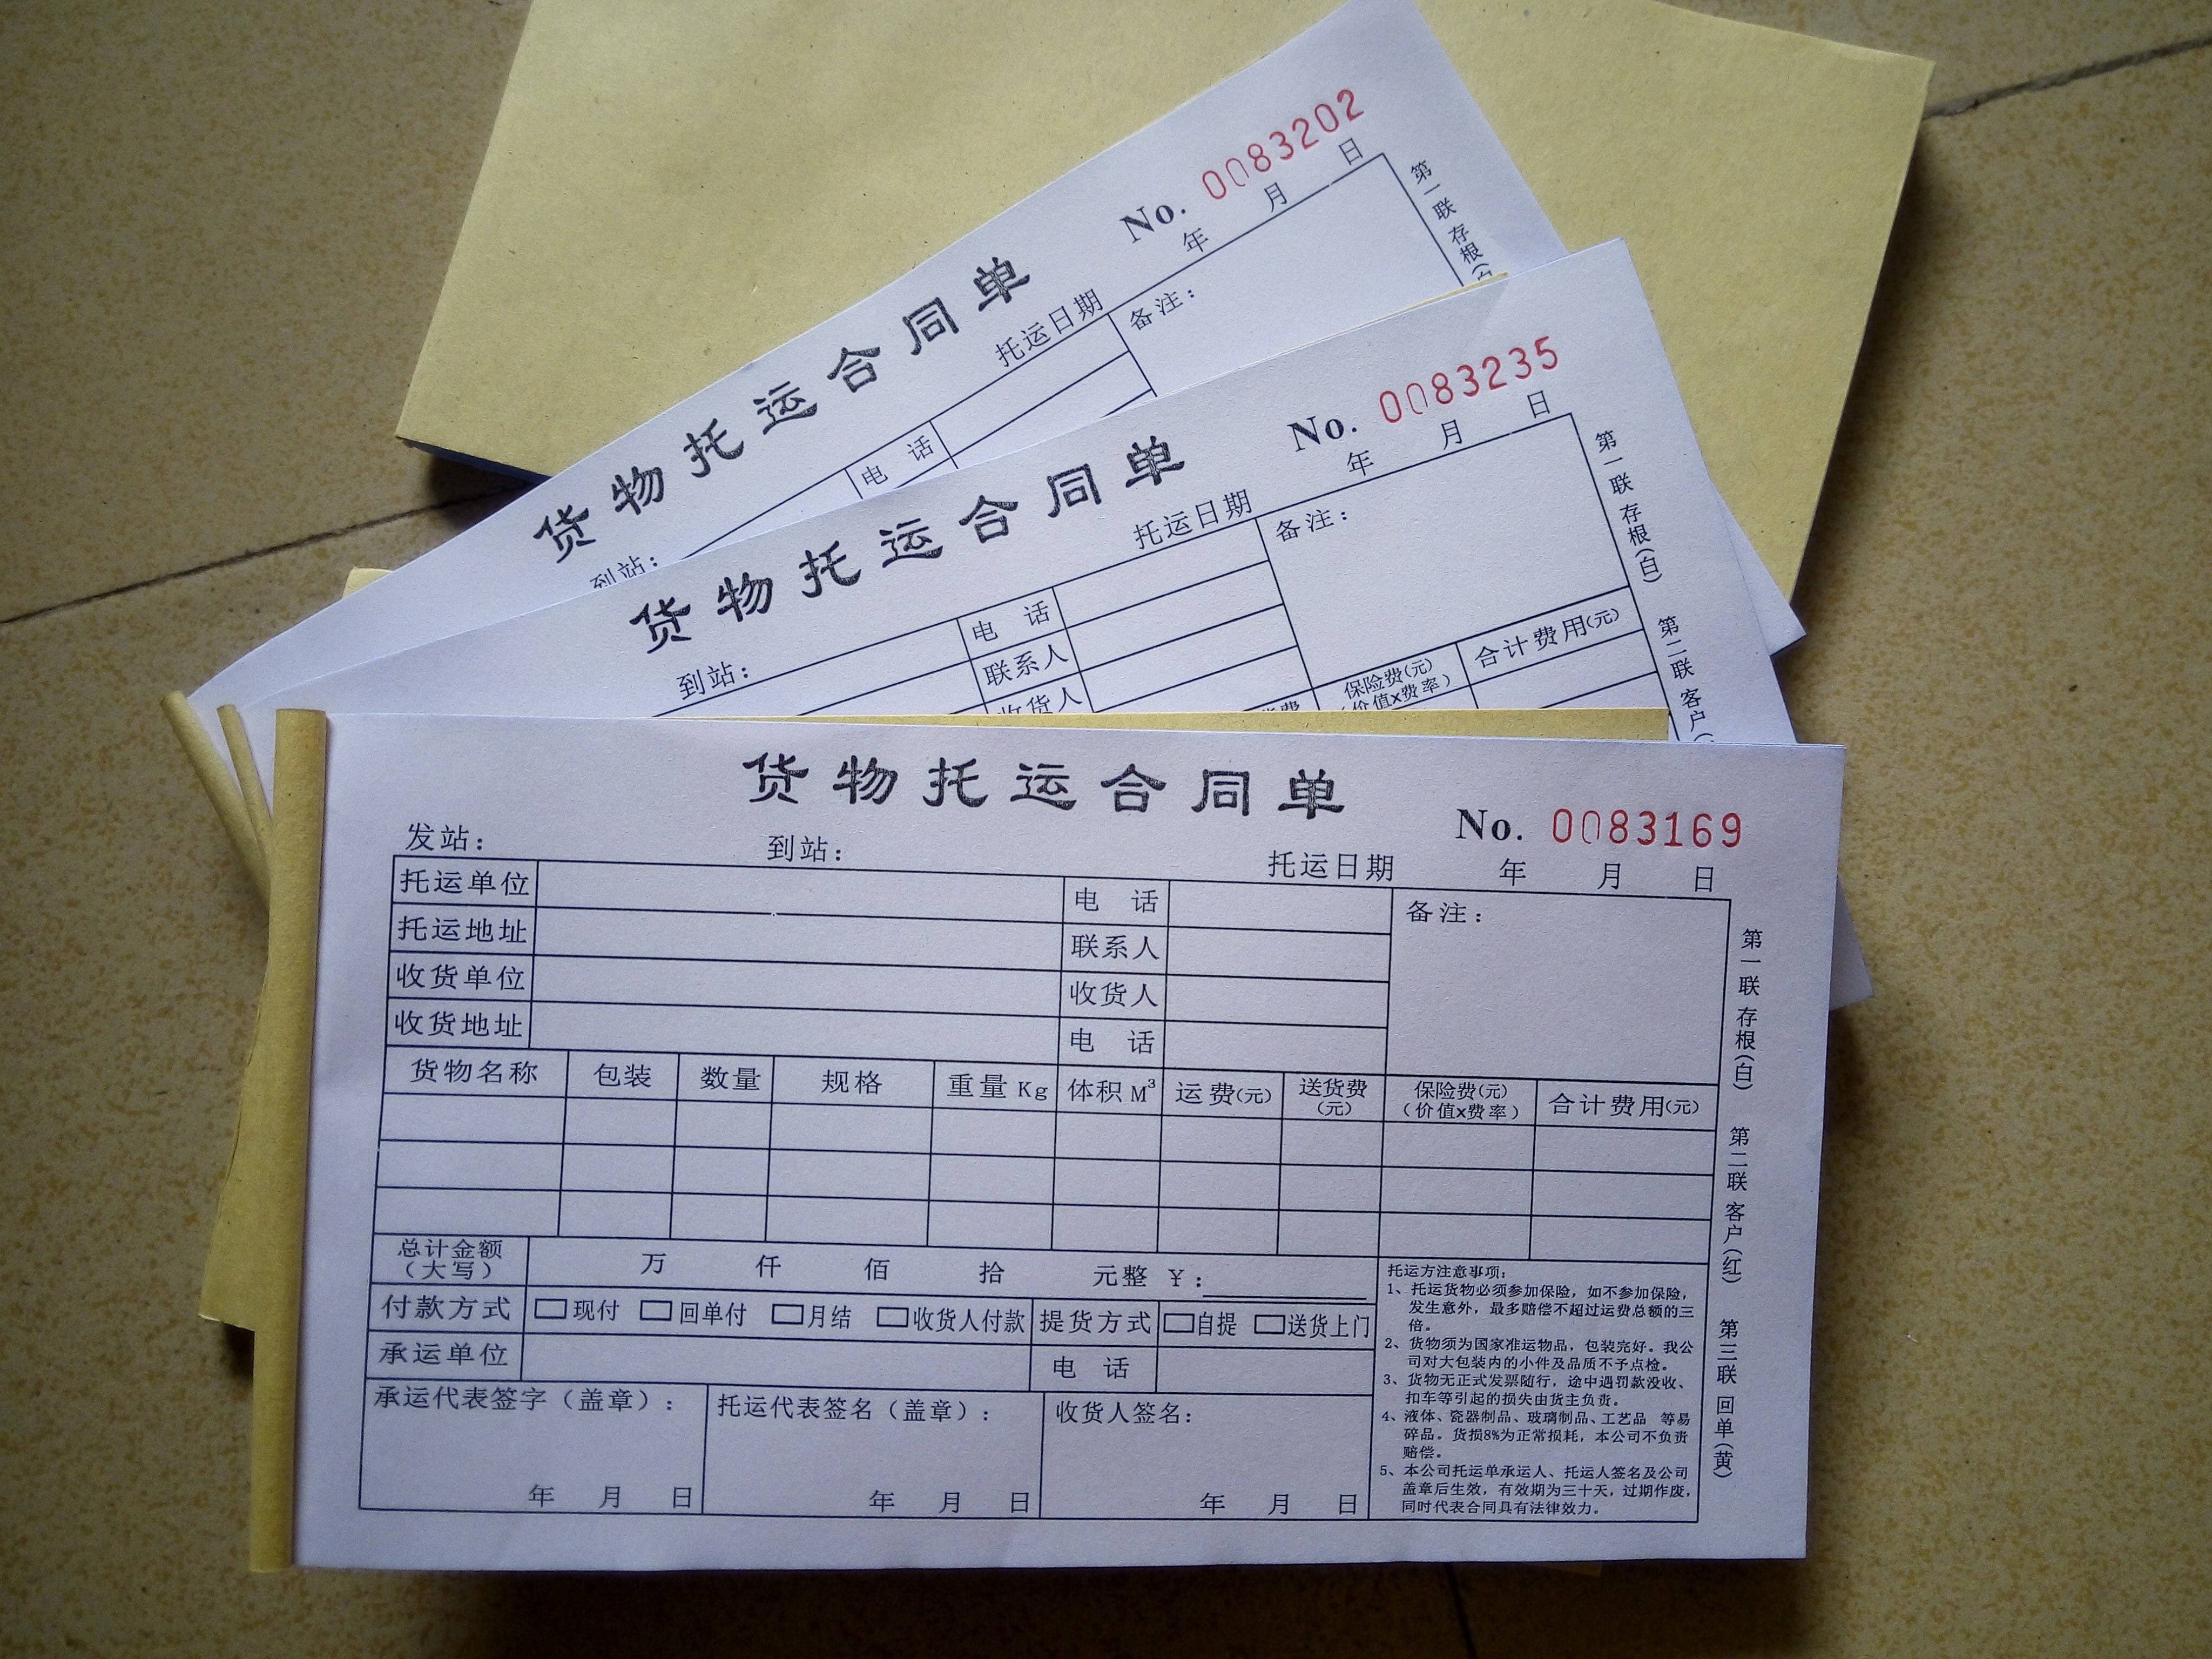 货物托运合同单
No. 0083202
托运日期 年 月 日
到站：
电 话
备注：
第一联 存根(白
货物托运合同单
No. 0083235
托运日期 年 月 日
到站：
电 话
备注：
联系人
收货人
保险费(元)
(价值x费率)
合计费用(元)
第一联 存根(白)
第二联 客户(
货物托运合同单
No. 0083169
发站：
到站：
托运日期 年 月 日
托运单位
电 话
备注：
托运地址
联系人
收货单位
收货人
收货地址
电 话
货物名称 包装 数量 规格 重量Kg 体积M³ 运费(元) 送货费(元) 保险费(元)(价值x费率) 合计费用(元)
总计金额(大写) 万 仟 佰 拾 元整 ¥：
付款方式 □现付 □回单付 □月结 □收货人付款 提货方式 □自提 □送货上门
承运单位 电 话
承运代表签字（盖章）：
年 月 日
托运代表签名（盖章）：
年 月 日
收货人签名：
年 月 日
托运方注意事项：
1、托运货物必须参加保险，如不参加保险，
发生意外，最多赔偿不超过运费总额的三
倍。
2、货物须为国家准运物品，包装完好。我公
司对大包装内的小件及品质不予点检。
3、货物无正式发票随行，途中遇罚款没收、
扣车等引起的损失由货主负责。
4、液体、瓷器制品、玻璃制品、工艺品 等易
碎品。货损8%为正常损耗，本公司不负责
赔偿。
5、本公司托运单承运人、托运人签名及公司
盖章后生效，有效期为三十天，过期作废，
同时代表合同具有法律效力。
第一联 存根(白)
第二联 客户(红)
第三联 回单(黄)